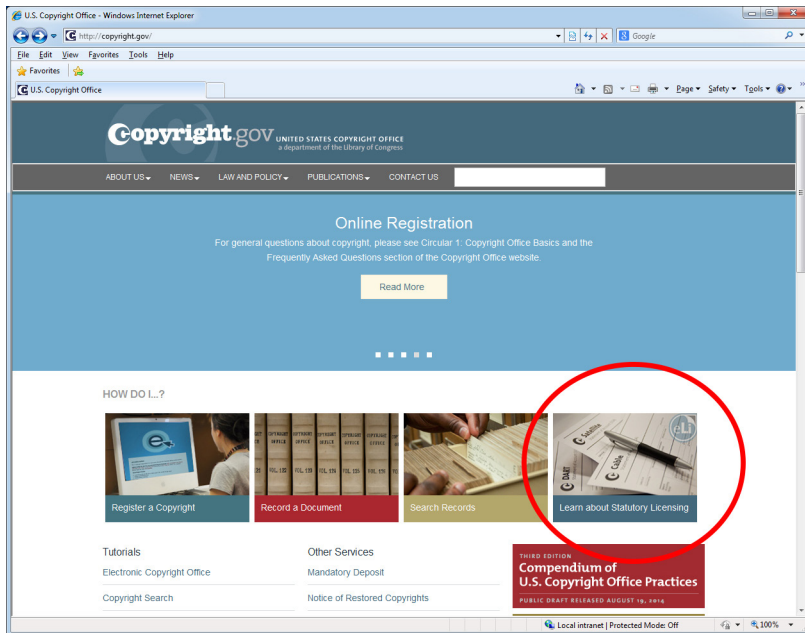 U.S. Copyright Office - Windows Internet Explorer
http://copyright.gov/
Google
File Edit View Favorites Tools Help
Favorites
U.S. Copyright Office
Page Safety Tools
Copyright.gov UNITED STATES COPYRIGHT OFFICE
a department of the Library of Congress
ABOUT US NEWS LAW AND POLICY PUBLICATIONS CONTACT US
Online Registration
For general questions about copyright, please see Circular 1: Copyright Office Basics and the
Frequently Asked Questions section of the Copyright Office website.
Read More
HOW DO I...?
eLi
Satellite
Cable
DART
Register a Copyright
Record a Document
Search Records
Learn about Statutory Licensing
Tutorials
Other Services
Electronic Copyright Office
Mandatory Deposit
Copyright Search
Notice of Restored Copyrights
THIRD EDITION
Compendium of
U.S. Copyright Office Practices
PUBLIC DRAFT RELEASED AUGUST 19, 2014
Local intranet | Protected Mode: Off
100%